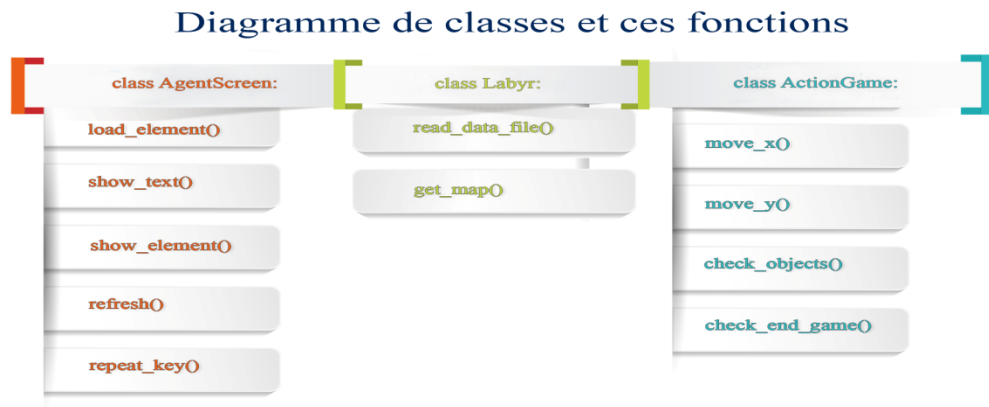 Diagramme de classes et ces fonctions
class AgentScreen:
load_element()
show_text()
show_element()
refresh()
repeat_key()
class Labyr:
read_data_file()
get_map()
class ActionGame:
move_x()
move_y()
check_objects()
check_end_game()